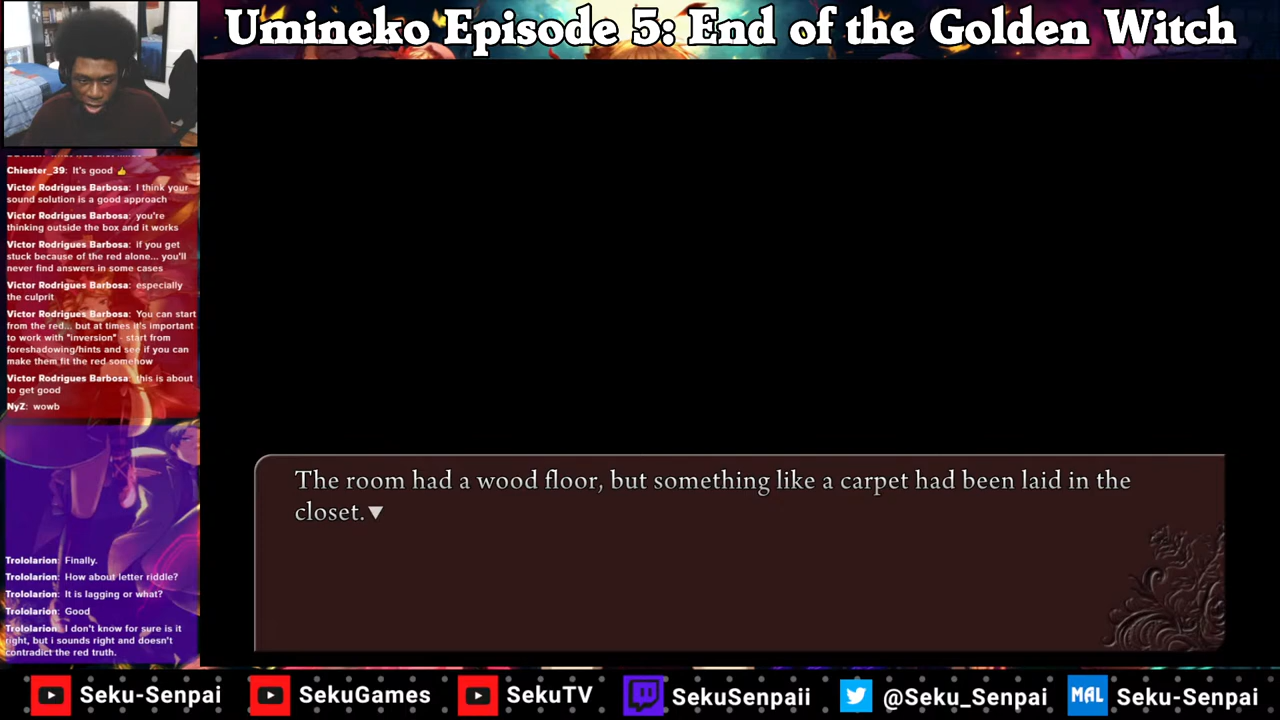 Umineko Episode 5: End of the Golden Witch
Chiester_39: It's good 👍
Victor Rodrigues Barbosa: I think your
sound solution is a good approach
Victor Rodrigues Barbosa: you're
thinking outside the box and it works
Victor Rodrigues Barbosa: if you get
stuck because of the red alone... you'll
never find answers in some cases
Victor Rodrigues Barbosa: especially
the culprit
Victor Rodrigues Barbosa: You can start
from the red... but at times it's important
to work with "inversion" - start from
foreshadowing/hints and see if you can
make them fit the red somehow
Victor Rodrigues Barbosa: this is about
to get good
NyZ: wowb
Trololarion: Finally.
Trololarion: How about letter riddle?
Trololarion: It is lagging or what?
Trololarion: Good
Trololarion: I don't know for sure is it
right, but i sounds right and doesn't
contradict the red truth.
The room had a wood floor, but something like a carpet had been laid in the
closet.▼
Seku-Senpai
SekuGames
SekuTV
SekuSenpaii
@Seku_Senpai
MAL Seku-Senpai